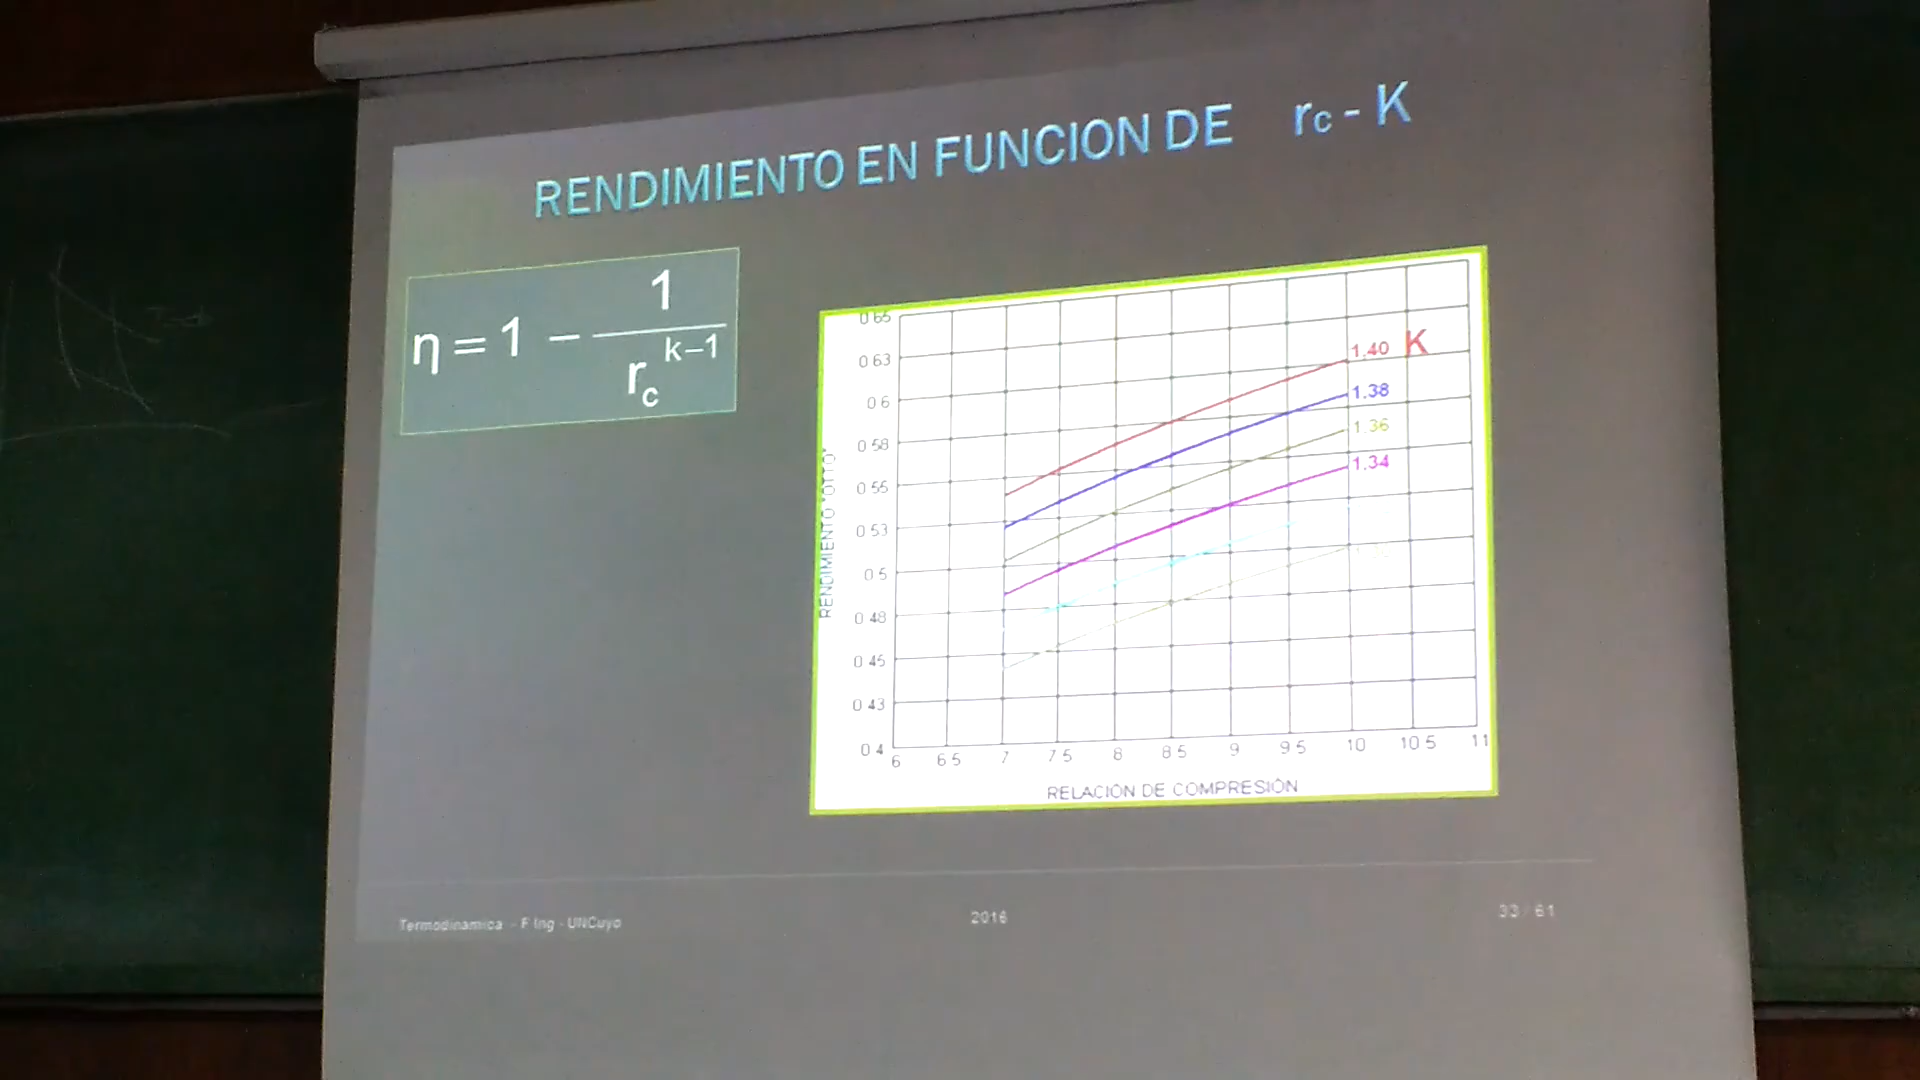 RENDIMIENTO EN FUNCION DE rc - K
η = 1 − 1
rc k−1
0 65
0 63
0 6
0 58
0 55
0 53
0 5
0 48
0 45
0 43
0 4
RENDIMIENTO "OTTO"
1.40 K
1.38
1.36
1.34
6 6 5 7 7 5 8 8 5 9 9 5 10 10 5 11
RELACIÓN DE COMPRESIÓN
Termodinamica - F Ing - UNCuyo
2016
33 / 61